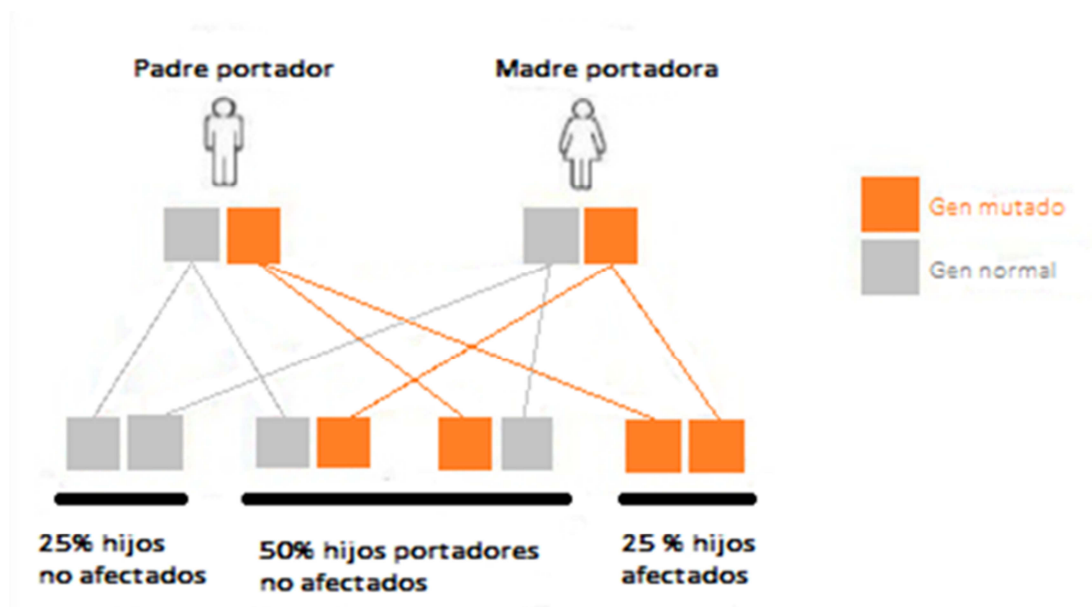 Padre portador
Madre portadora
Gen mutado
Gen normal
25% hijos
no afectados
50% hijos portadores
no afectados
25 % hijos
afectados